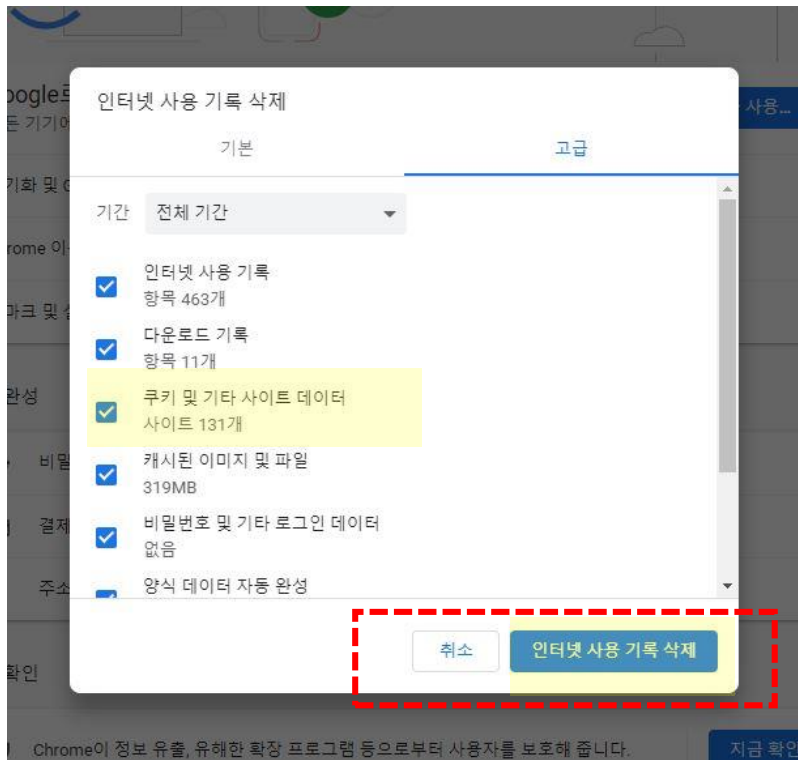 인터넷 사용 기록 삭제
기본
고급
기간 전체 기간
인터넷 사용 기록
항목 463개
다운로드 기록
항목 11개
쿠키 및 기타 사이트 데이터
사이트 131개
캐시된 이미지 및 파일
319MB
비밀번호 및 기타 로그인 데이터
없음
양식 데이터 자동 완성
취소 인터넷 사용 기록 삭제
확인
Chrome이 정보 유출, 유해한 확장 프로그램 등으로부터 사용자를 보호해 줍니다.
지금 확인